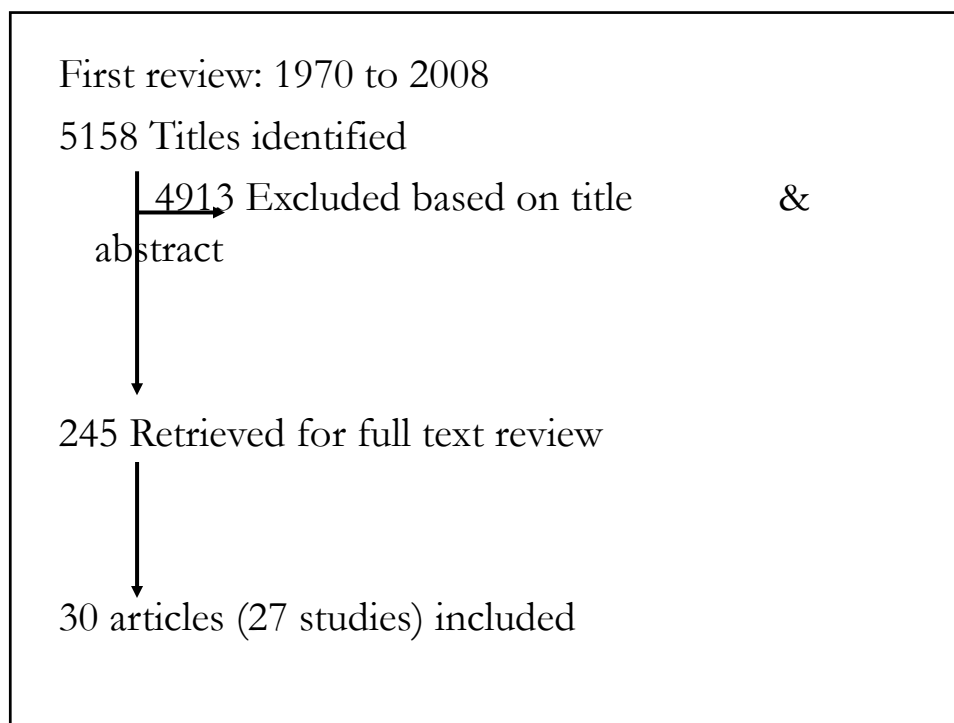 First review: 1970 to 2008
5158 Titles identified
4913 Excluded based on title &
abstract
245 Retrieved for full text review
30 articles (27 studies) included